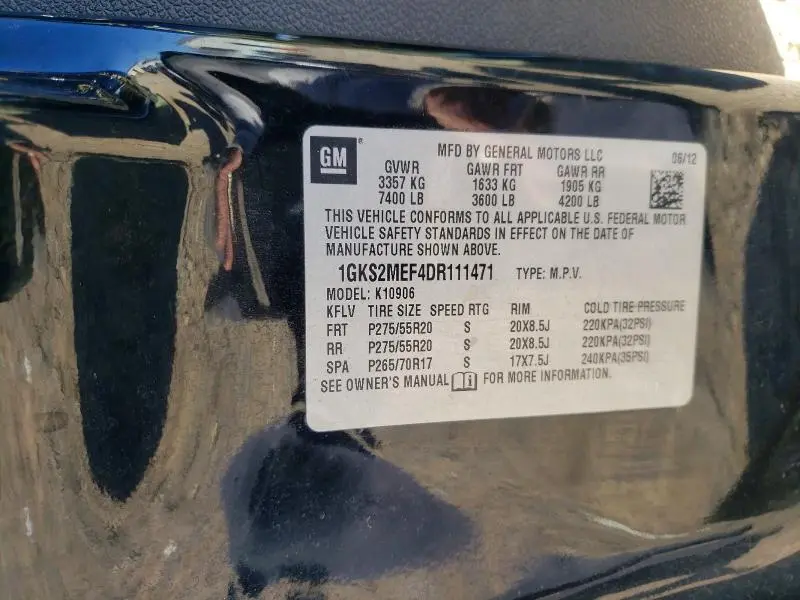 GM ®
MFD BY GENERAL MOTORS LLC 06/12
GVWR GAWR FRT GAWR RR
3357 KG 1633 KG 1905 KG
7400 LB 3600 LB 4200 LB
THIS VEHICLE CONFORMS TO ALL APPLICABLE U.S. FEDERAL MOTOR
VEHICLE SAFETY STANDARDS IN EFFECT ON THE DATE OF
MANUFACTURE SHOWN ABOVE.
1GKS2MEF4DR111471 TYPE: M.P.V.
MODEL: K10906
KFLV TIRE SIZE SPEED RTG RIM COLD TIRE PRESSURE
FRT P275/55R20 S 20X8.5J 220KPA(32PSI)
RR P275/55R20 S 20X8.5J 220KPA(32PSI)
SPA P265/70R17 S 17X7.5J 240KPA(35PSI)
SEE OWNER'S MANUAL FOR MORE INFORMATION.